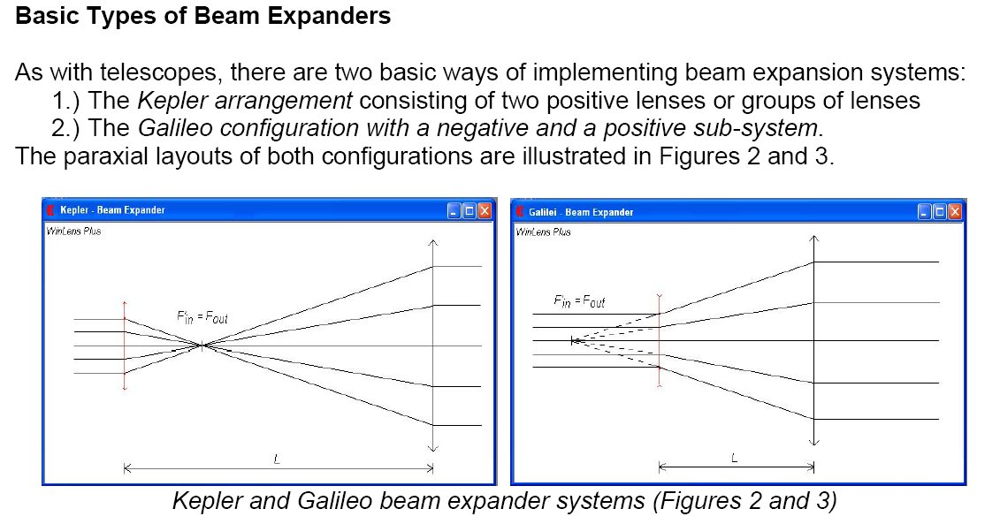 Basic Types of Beam Expanders
As with telescopes, there are two basic ways of implementing beam expansion systems:
1.) The Kepler arrangement consisting of two positive lenses or groups of lenses
2.) The Galileo configuration with a negative and a positive sub-system.
The paraxial layouts of both configurations are illustrated in Figures 2 and 3.
Kepler - Beam Expander
WinLens Plus
F'in = Fout
L
Galilei - Beam Expander
WinLens Plus
F'in = Fout
L
Kepler and Galileo beam expander systems (Figures 2 and 3)